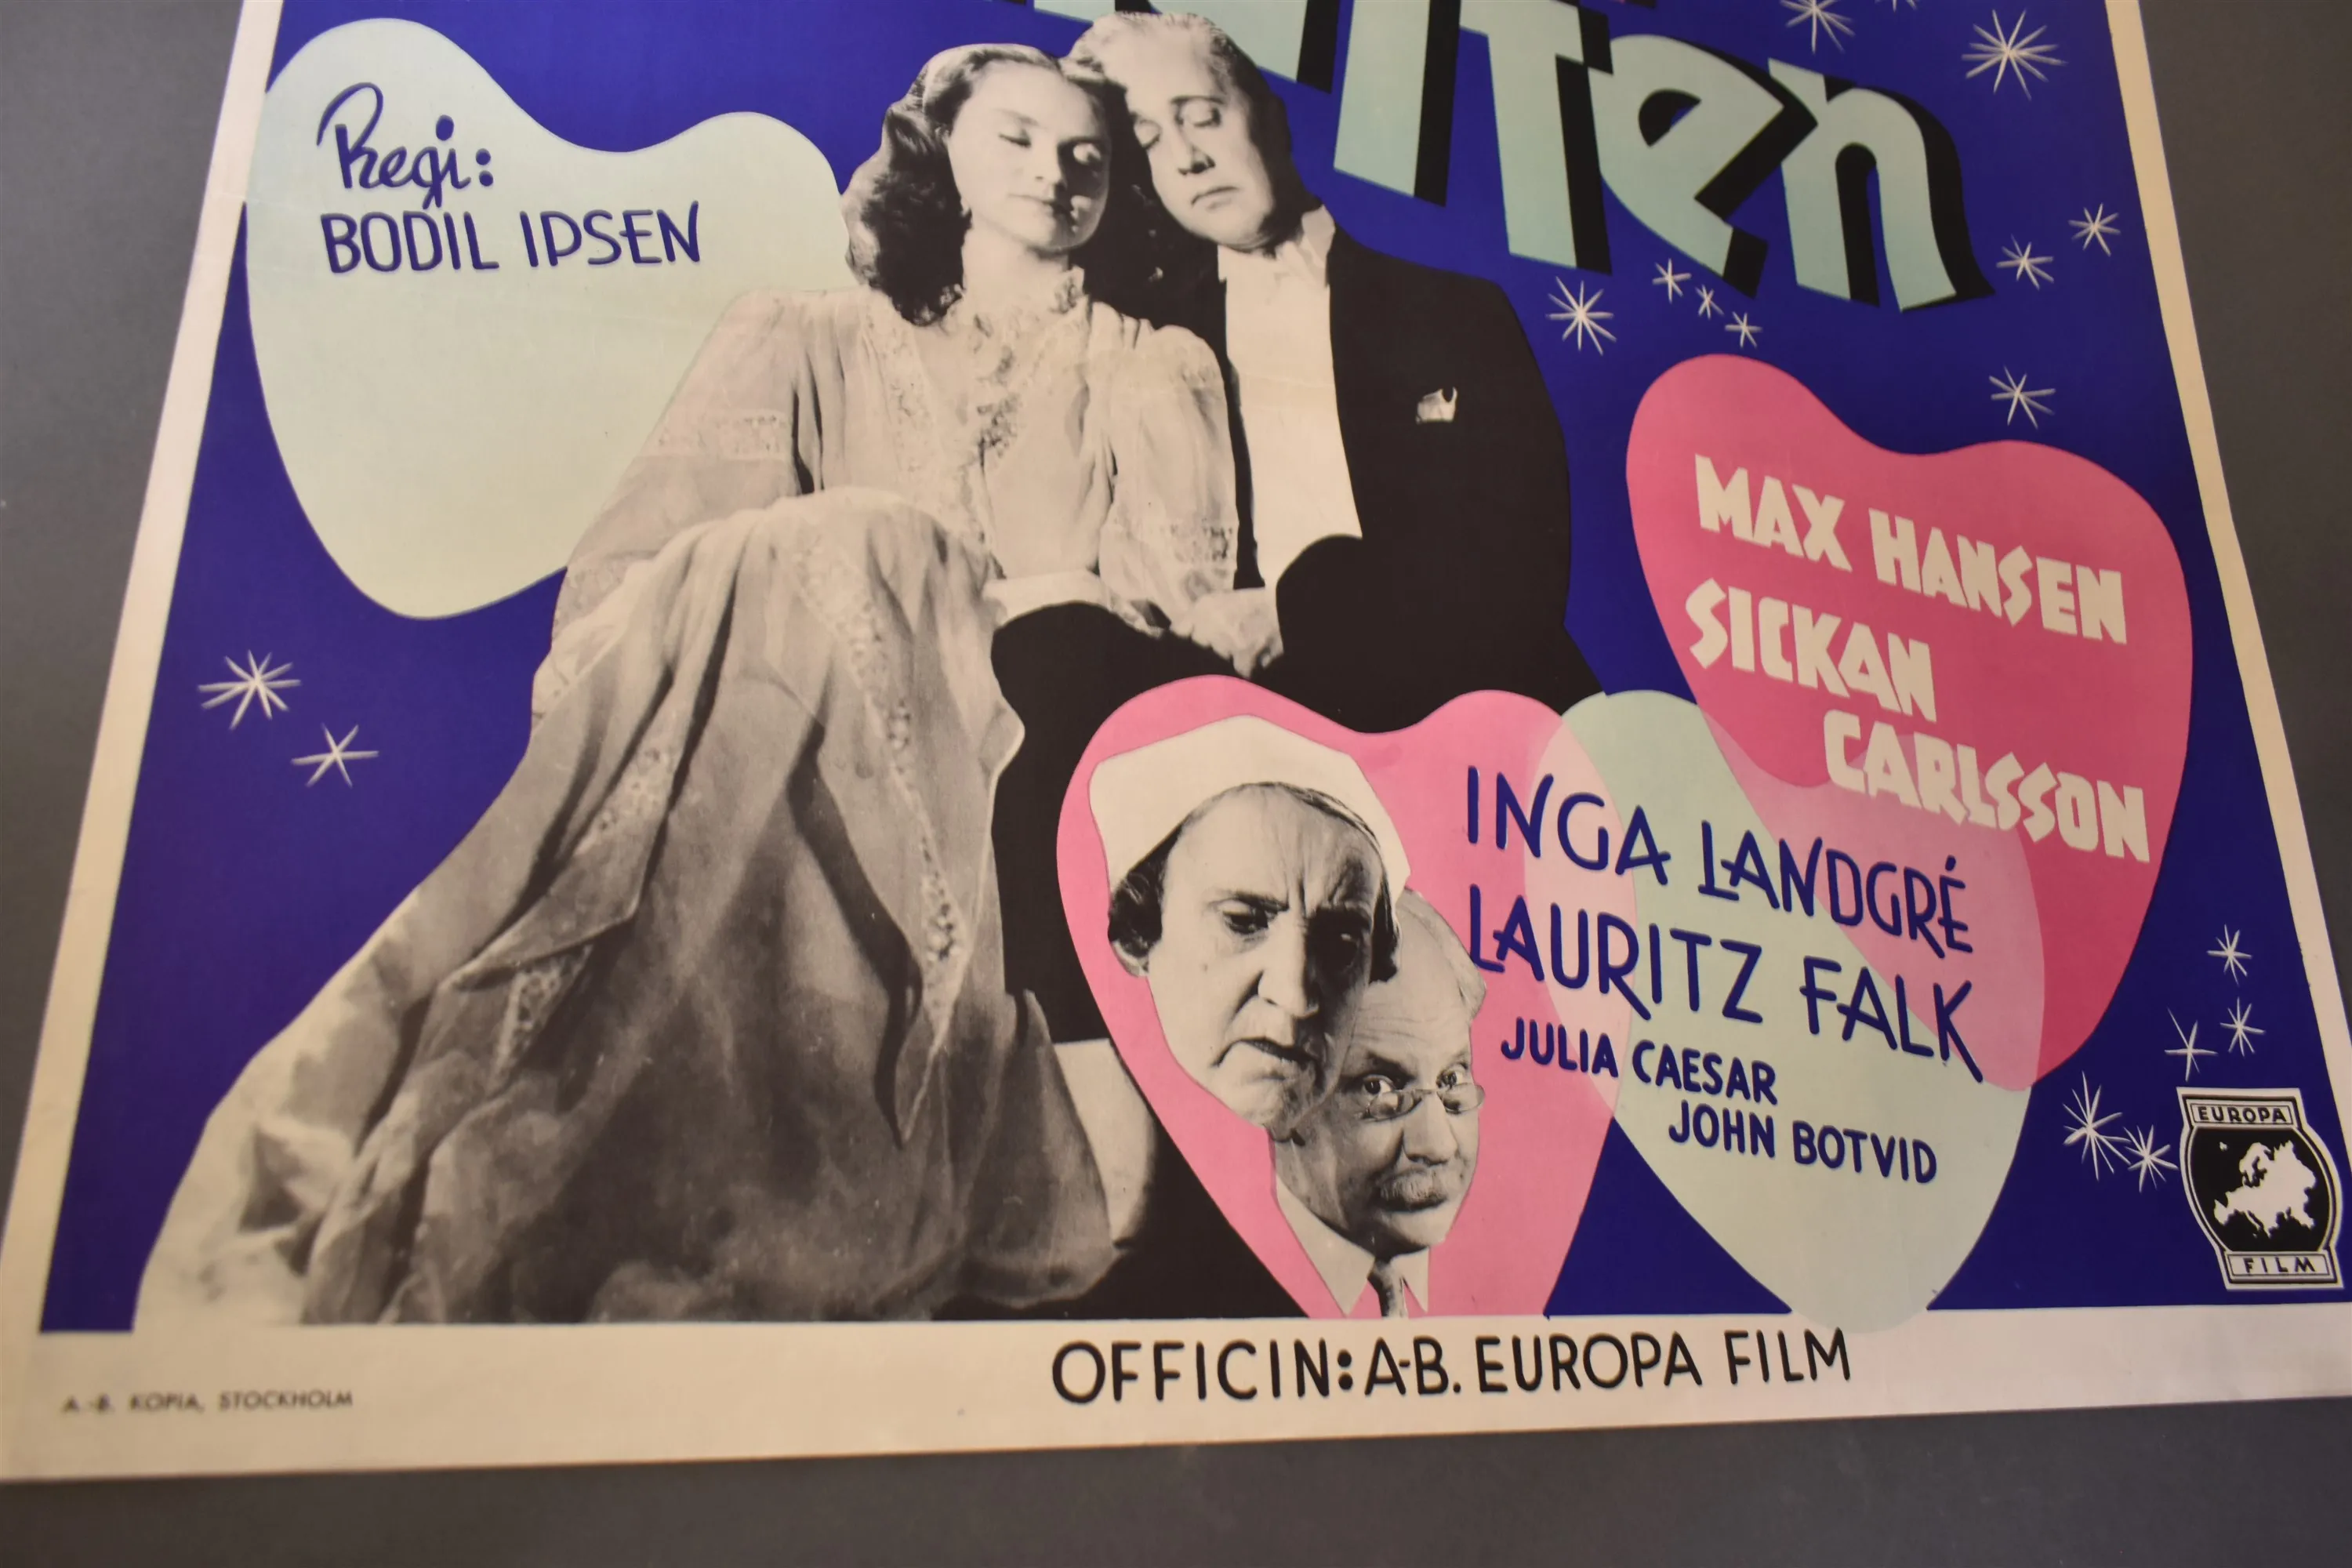 Regi:
BODIL IPSEN
MAX HANSEN
SICKAN
CARLSSON
INGA LANDGRÉ
LAURITZ FALK
JULIA CAESAR
JOHN BOTVID
EUROPA
FILM
OFFICIN: A-B. EUROPA FILM
A.-B. KOPIA, STOCKHOLM